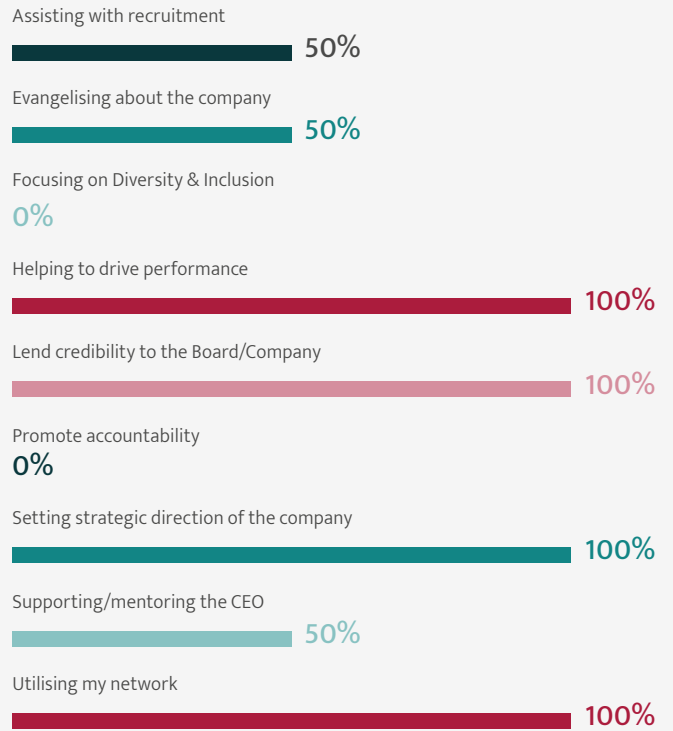 Assisting with recruitment
50%
Evangelising about the company
50%
Focusing on Diversity & Inclusion
0%
Helping to drive performance
100%
Lend credibility to the Board/Company
100%
Promote accountability
0%
Setting strategic direction of the company
100%
Supporting/mentoring the CEO
50%
Utilising my network
100%